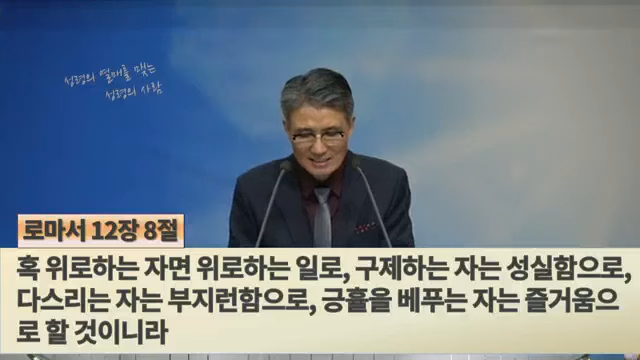 성령의 열매를 맺는
성령의 사람
로마서 12장 8절
혹 위로하는 자면 위로하는 일로, 구제하는 자는 성실함으로,
다스리는 자는 부지런함으로, 긍휼을 베푸는 자는 즐거움으
로 할 것이니라